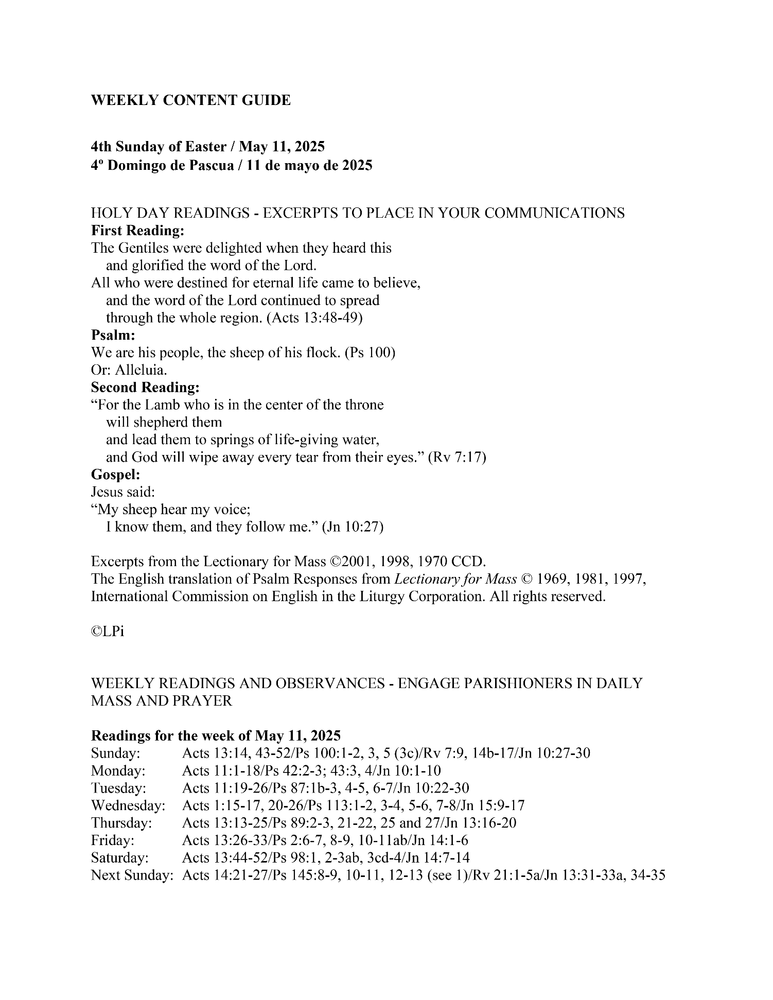 WEEKLY CONTENT GUIDE
4th Sunday of Easter / May 11, 2025
4º Domingo de Pascua / 11 de mayo de 2025
HOLY DAY READINGS - EXCERPTS TO PLACE IN YOUR COMMUNICATIONS
First Reading:
The Gentiles were delighted when they heard this
and glorified the word of the Lord.
All who were destined for eternal life came to believe,
and the word of the Lord continued to spread
through the whole region. (Acts 13:48-49)
Psalm:
We are his people, the sheep of his flock. (Ps 100)
Or: Alleluia.
Second Reading:
“For the Lamb who is in the center of the throne
will shepherd them
and lead them to springs of life-giving water,
and God will wipe away every tear from their eyes.” (Rv 7:17)
Gospel:
Jesus said:
“My sheep hear my voice;
I know them, and they follow me.” (Jn 10:27)
Excerpts from the Lectionary for Mass ©2001, 1998, 1970 CCD.
The English translation of Psalm Responses from Lectionary for Mass © 1969, 1981, 1997,
International Commission on English in the Liturgy Corporation. All rights reserved.
©LPi
WEEKLY READINGS AND OBSERVANCES - ENGAGE PARISHIONERS IN DAILY
MASS AND PRAYER
Readings for the week of May 11, 2025
Sunday: Acts 13:14, 43-52/Ps 100:1-2, 3, 5 (3c)/Rv 7:9, 14b-17/Jn 10:27-30
Monday: Acts 11:1-18/Ps 42:2-3; 43:3, 4/Jn 10:1-10
Tuesday: Acts 11:19-26/Ps 87:1b-3, 4-5, 6-7/Jn 10:22-30
Wednesday: Acts 1:15-17, 20-26/Ps 113:1-2, 3-4, 5-6, 7-8/Jn 15:9-17
Thursday: Acts 13:13-25/Ps 89:2-3, 21-22, 25 and 27/Jn 13:16-20
Friday: Acts 13:26-33/Ps 2:6-7, 8-9, 10-11ab/Jn 14:1-6
Saturday: Acts 13:44-52/Ps 98:1, 2-3ab, 3cd-4/Jn 14:7-14
Next Sunday: Acts 14:21-27/Ps 145:8-9, 10-11, 12-13 (see 1)/Rv 21:1-5a/Jn 13:31-33a, 34-35